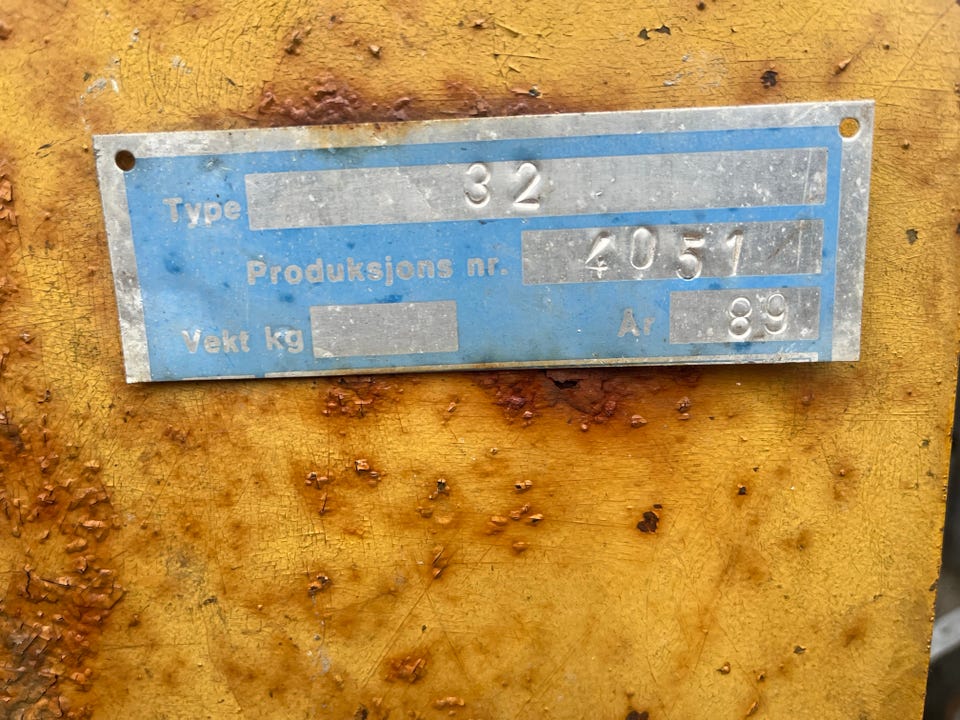 Type 32
Produksjons nr. 4051
Vekt kg År 89